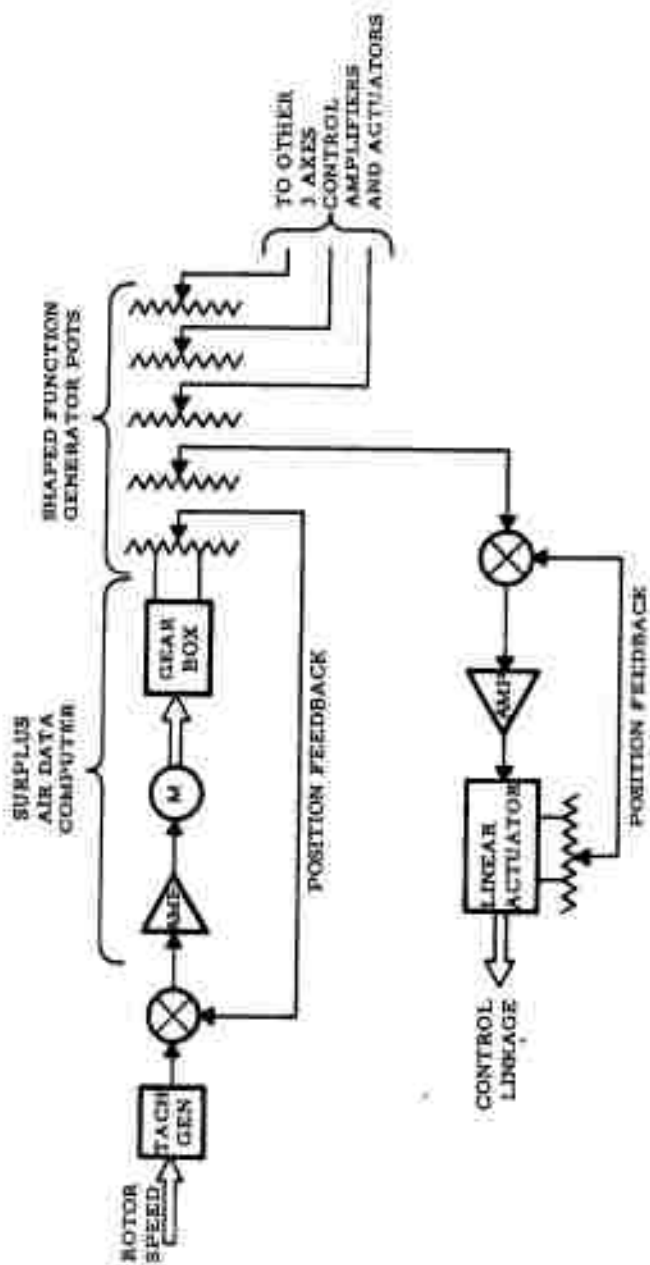 ROTOR
SPEED
TACH
GEN
SURPLUS
AIR DATA
COMPUTER
AMP
M
GEAR
BOX
POSITION FEEDBACK
SHAPED FUNCTION
GENERATOR POTS
TO OTHER
3 AXES
CONTROL
AMPLIFIERS
AND ACTUATORS
CONTROL
LINKAGE
LINEAR
ACTUATOR
AMP
POSITION FEEDBACK